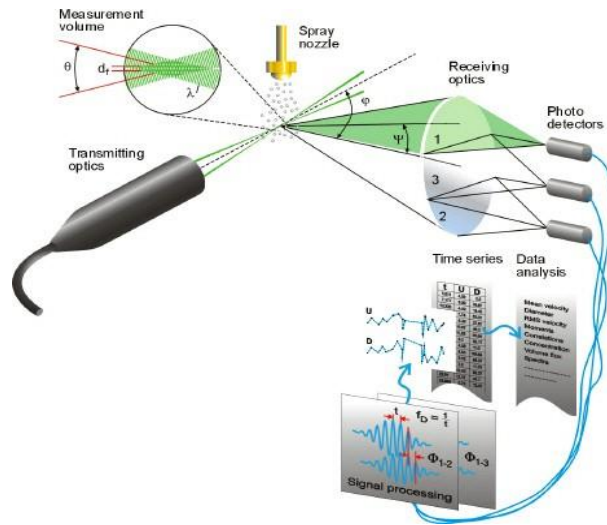 Measurement
volume
θ
d_f
λ
Spray
nozzle
φ
Ψ
Receiving
optics
1
3
2
Photo
detectors
Transmitting
optics
Time series
Data
analysis
t U D
U
D
Mean velocity
Diameter
RMS velocity
Moments
Correlations
Concentration
Volume flux
Spectra
t
f_D = 1/t
Φ1-2
Φ1-3
Signal processing